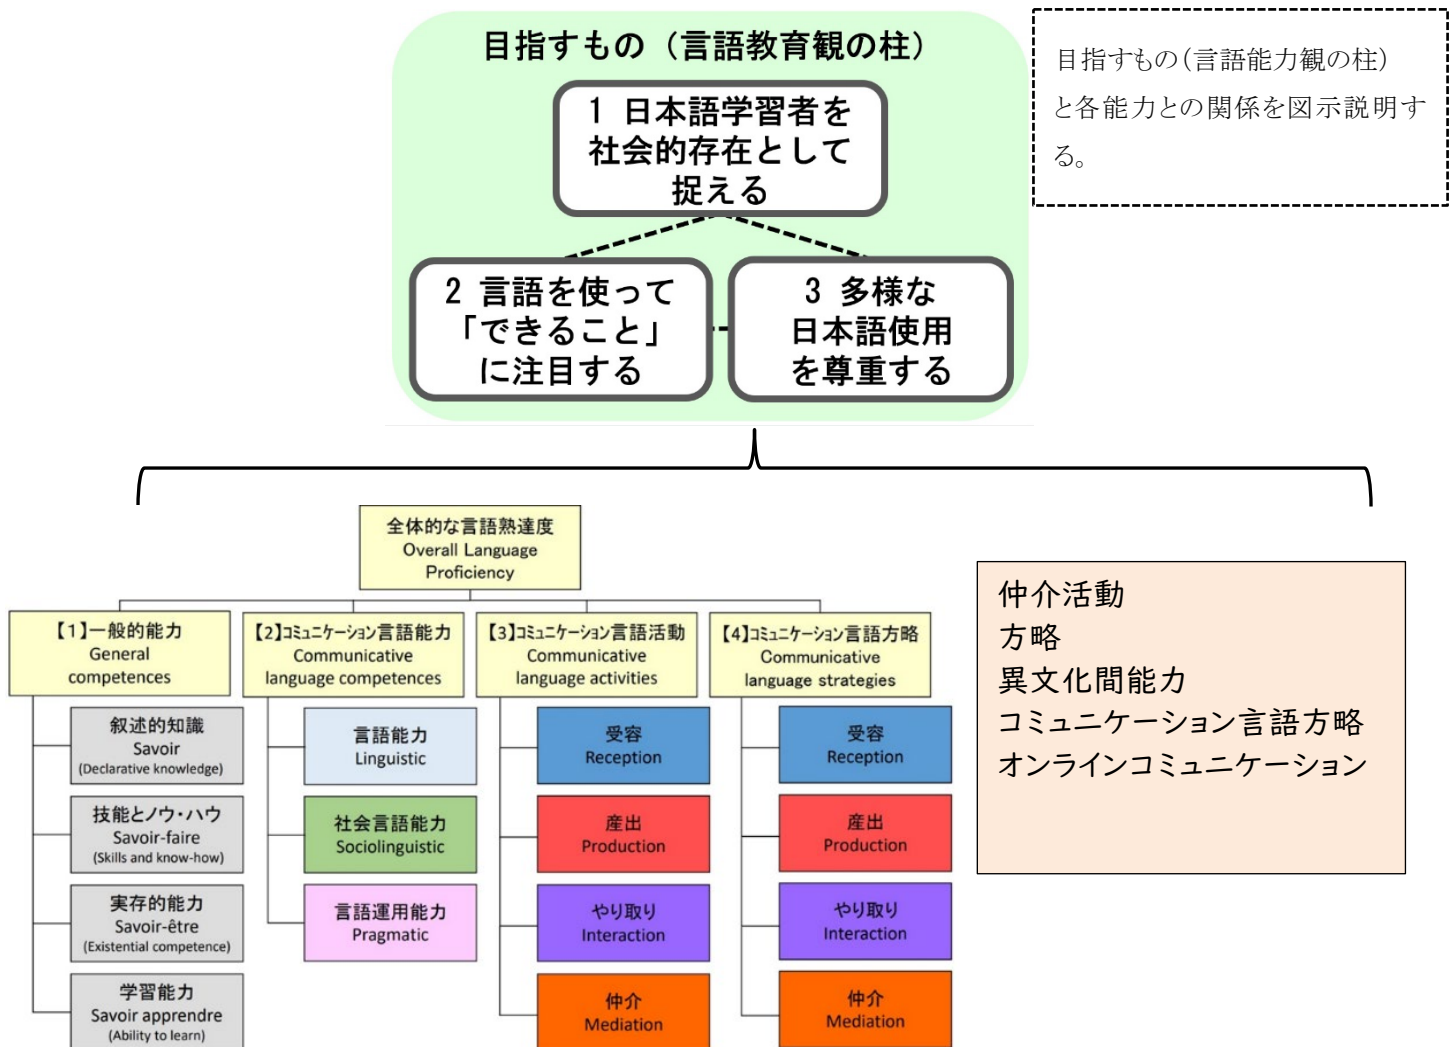 目指すもの（言語教育観の柱）
1 日本語学習者を
社会的存在として
捉える
2 言語を使って
「できること」
に注目する
3 多様な
日本語使用
を尊重する
目指すもの（言語能力観の柱）
と各能力との関係を図示説明す
る。
全体的な言語熟達度
Overall Language
Proficiency
【1】一般的能力
General
competences
叙述的知識
Savoir
(Declarative knowledge)
技能とノウ・ハウ
Savoir-faire
(Skills and know-how)
実存的能力
Savoir-être
(Existential competence)
学習能力
Savoir apprendre
(Ability to learn)
【2】コミュニケーション言語能力
Communicative
language competences
言語能力
Linguistic
社会言語能力
Sociolinguistic
言語運用能力
Pragmatic
【3】コミュニケーション言語活動
Communicative
language activities
受容
Reception
産出
Production
やり取り
Interaction
仲介
Mediation
【4】コミュニケーション言語方略
Communicative
language strategies
受容
Reception
産出
Production
やり取り
Interaction
仲介
Mediation
仲介活動
方略
異文化間能力
コミュニケーション言語方略
オンラインコミュニケーション